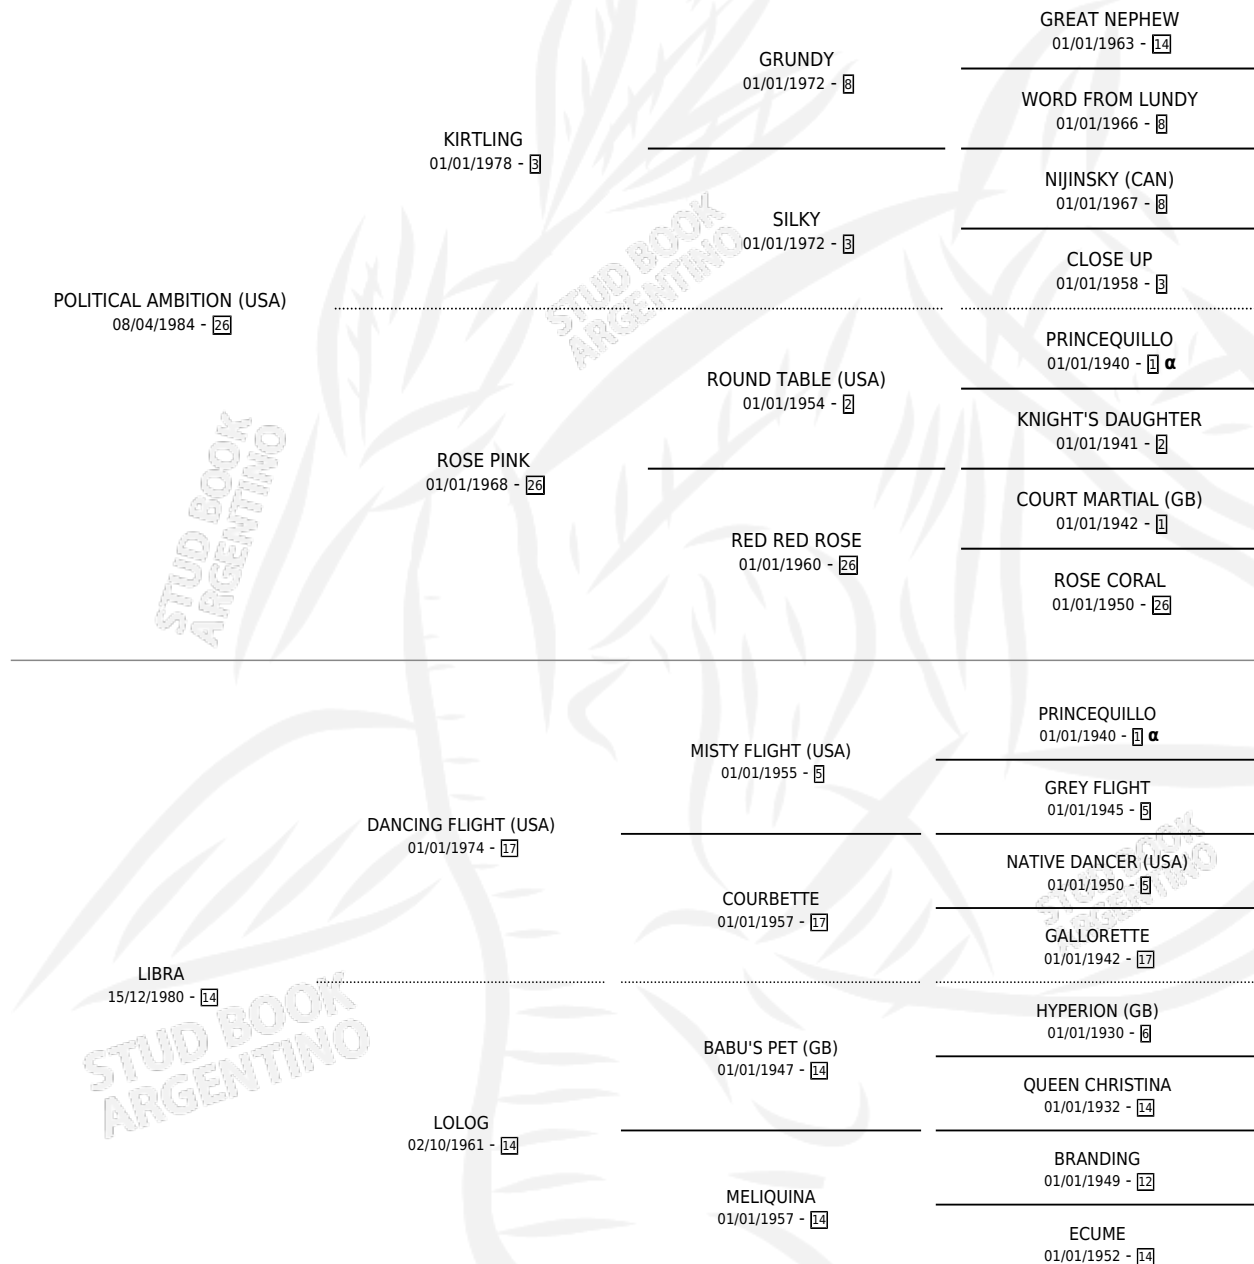 GREAT NEPHEW
01/01/1963 - 14
GRUNDY
01/01/1972 - 8
WORD FROM LUNDY
01/01/1966 - 8
KIRTLING
01/01/1978 - 3
NIJINSKY (CAN)
01/01/1967 - 8
SILKY
01/01/1972 - 3
CLOSE UP
01/01/1958 - 3
POLITICAL AMBITION (USA)
08/04/1984 - 26
PRINCEQUILLO
01/01/1940 - 1 α
ROUND TABLE (USA)
01/01/1954 - 2
KNIGHT'S DAUGHTER
01/01/1941 - 2
ROSE PINK
01/01/1968 - 26
COURT MARTIAL (GB)
01/01/1942 - 1
RED RED ROSE
01/01/1960 - 26
ROSE CORAL
01/01/1950 - 26
PRINCEQUILLO
01/01/1940 - 1 α
MISTY FLIGHT (USA)
01/01/1955 - 5
GREY FLIGHT
01/01/1945 - 5
DANCING FLIGHT (USA)
01/01/1974 - 17
NATIVE DANCER (USA)
01/01/1950 - 5
COURBETTE
01/01/1957 - 17
GALLORETTE
01/01/1942 - 17
LIBRA
15/12/1980 - 14
HYPERION (GB)
01/01/1930 - 6
BABU'S PET (GB)
01/01/1947 - 14
QUEEN CHRISTINA
01/01/1932 - 14
LOLOG
02/10/1961 - 14
BRANDING
01/01/1949 - 12
MELIQUINA
01/01/1957 - 14
ECUME
01/01/1952 - 14
STUD BOOK
ARGENTINO
STUD BOOK
ARGENTINO
STUD BOOK
ARGENTINO
STUD BOOK
ARGENTINO